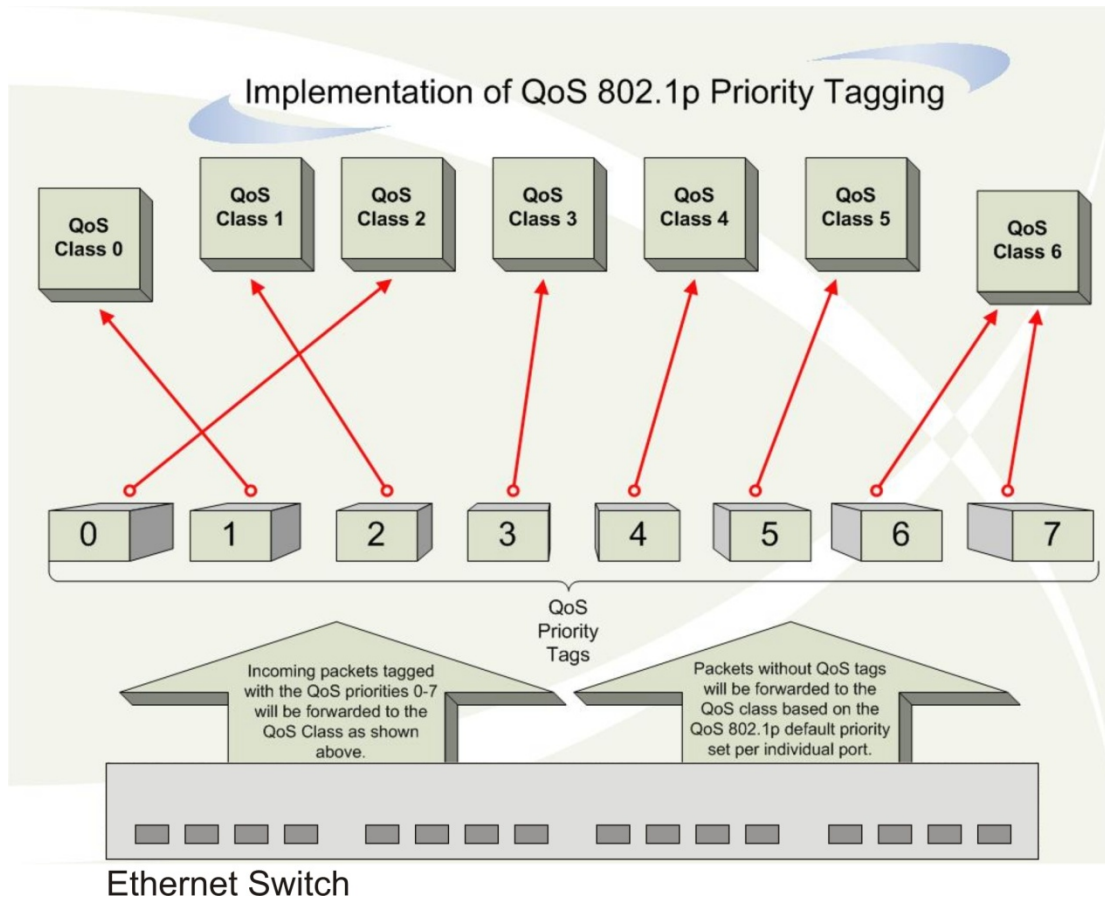 Implementation of QoS 802.1p Priority Tagging
QoS
Class 0
QoS
Class 1
QoS
Class 2
QoS
Class 3
QoS
Class 4
QoS
Class 5
QoS
Class 6
0
1
2
3
4
5
6
7
QoS
Priority
Tags
Incoming packets tagged
with the QoS priorities 0-7
will be forwarded to the
QoS Class as shown
above.
Packets without QoS tags
will be forwarded to the
QoS class based on the
QoS 802.1p default priority
set per individual port.
Ethernet Switch